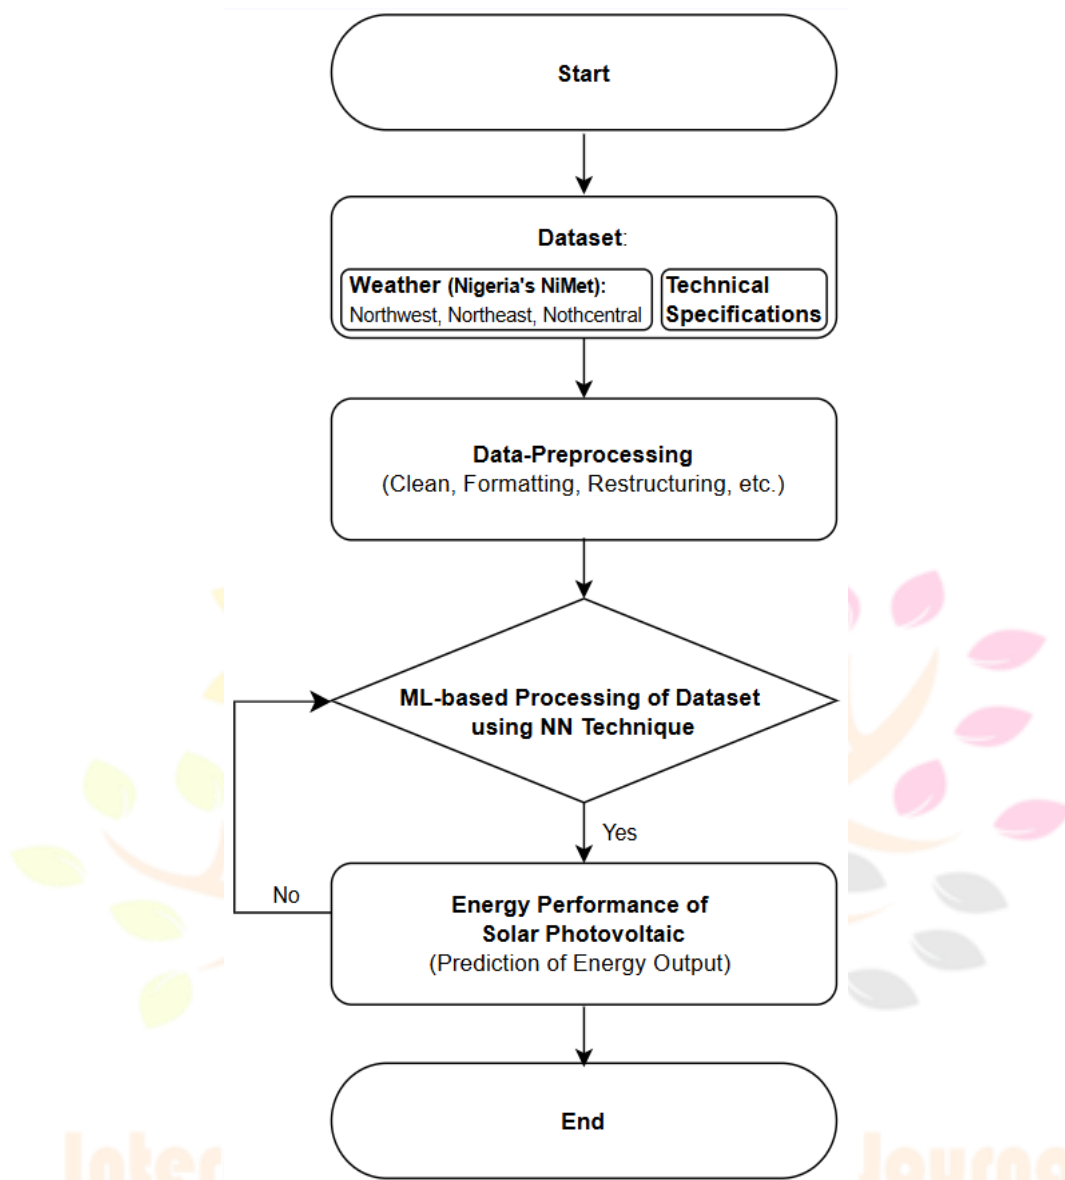 Start
Dataset:
Weather (Nigeria's NiMet):
Northwest, Northeast, Nothcentral
Technical
Specifications
Data-Preprocessing
(Clean, Formatting, Restructuring, etc.)
ML-based Processing of Dataset
using NN Technique
Yes
No
Energy Performance of
Solar Photovoltaic
(Prediction of Energy Output)
End